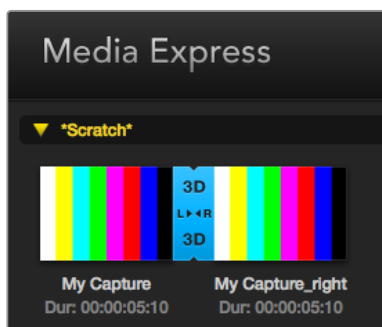 Media Express
*Scratch*
3D
L R
3D
My Capture
Dur: 00:00:05:10
My Capture_right
Dur: 00:00:05:10